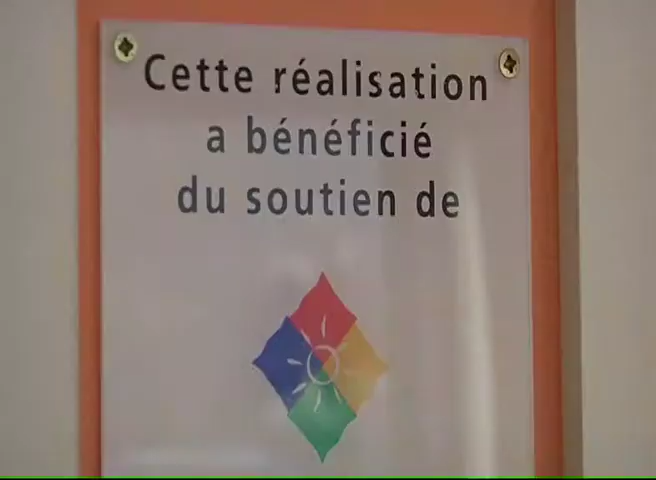 Cette réalisation
a bénéficié
du soutien de